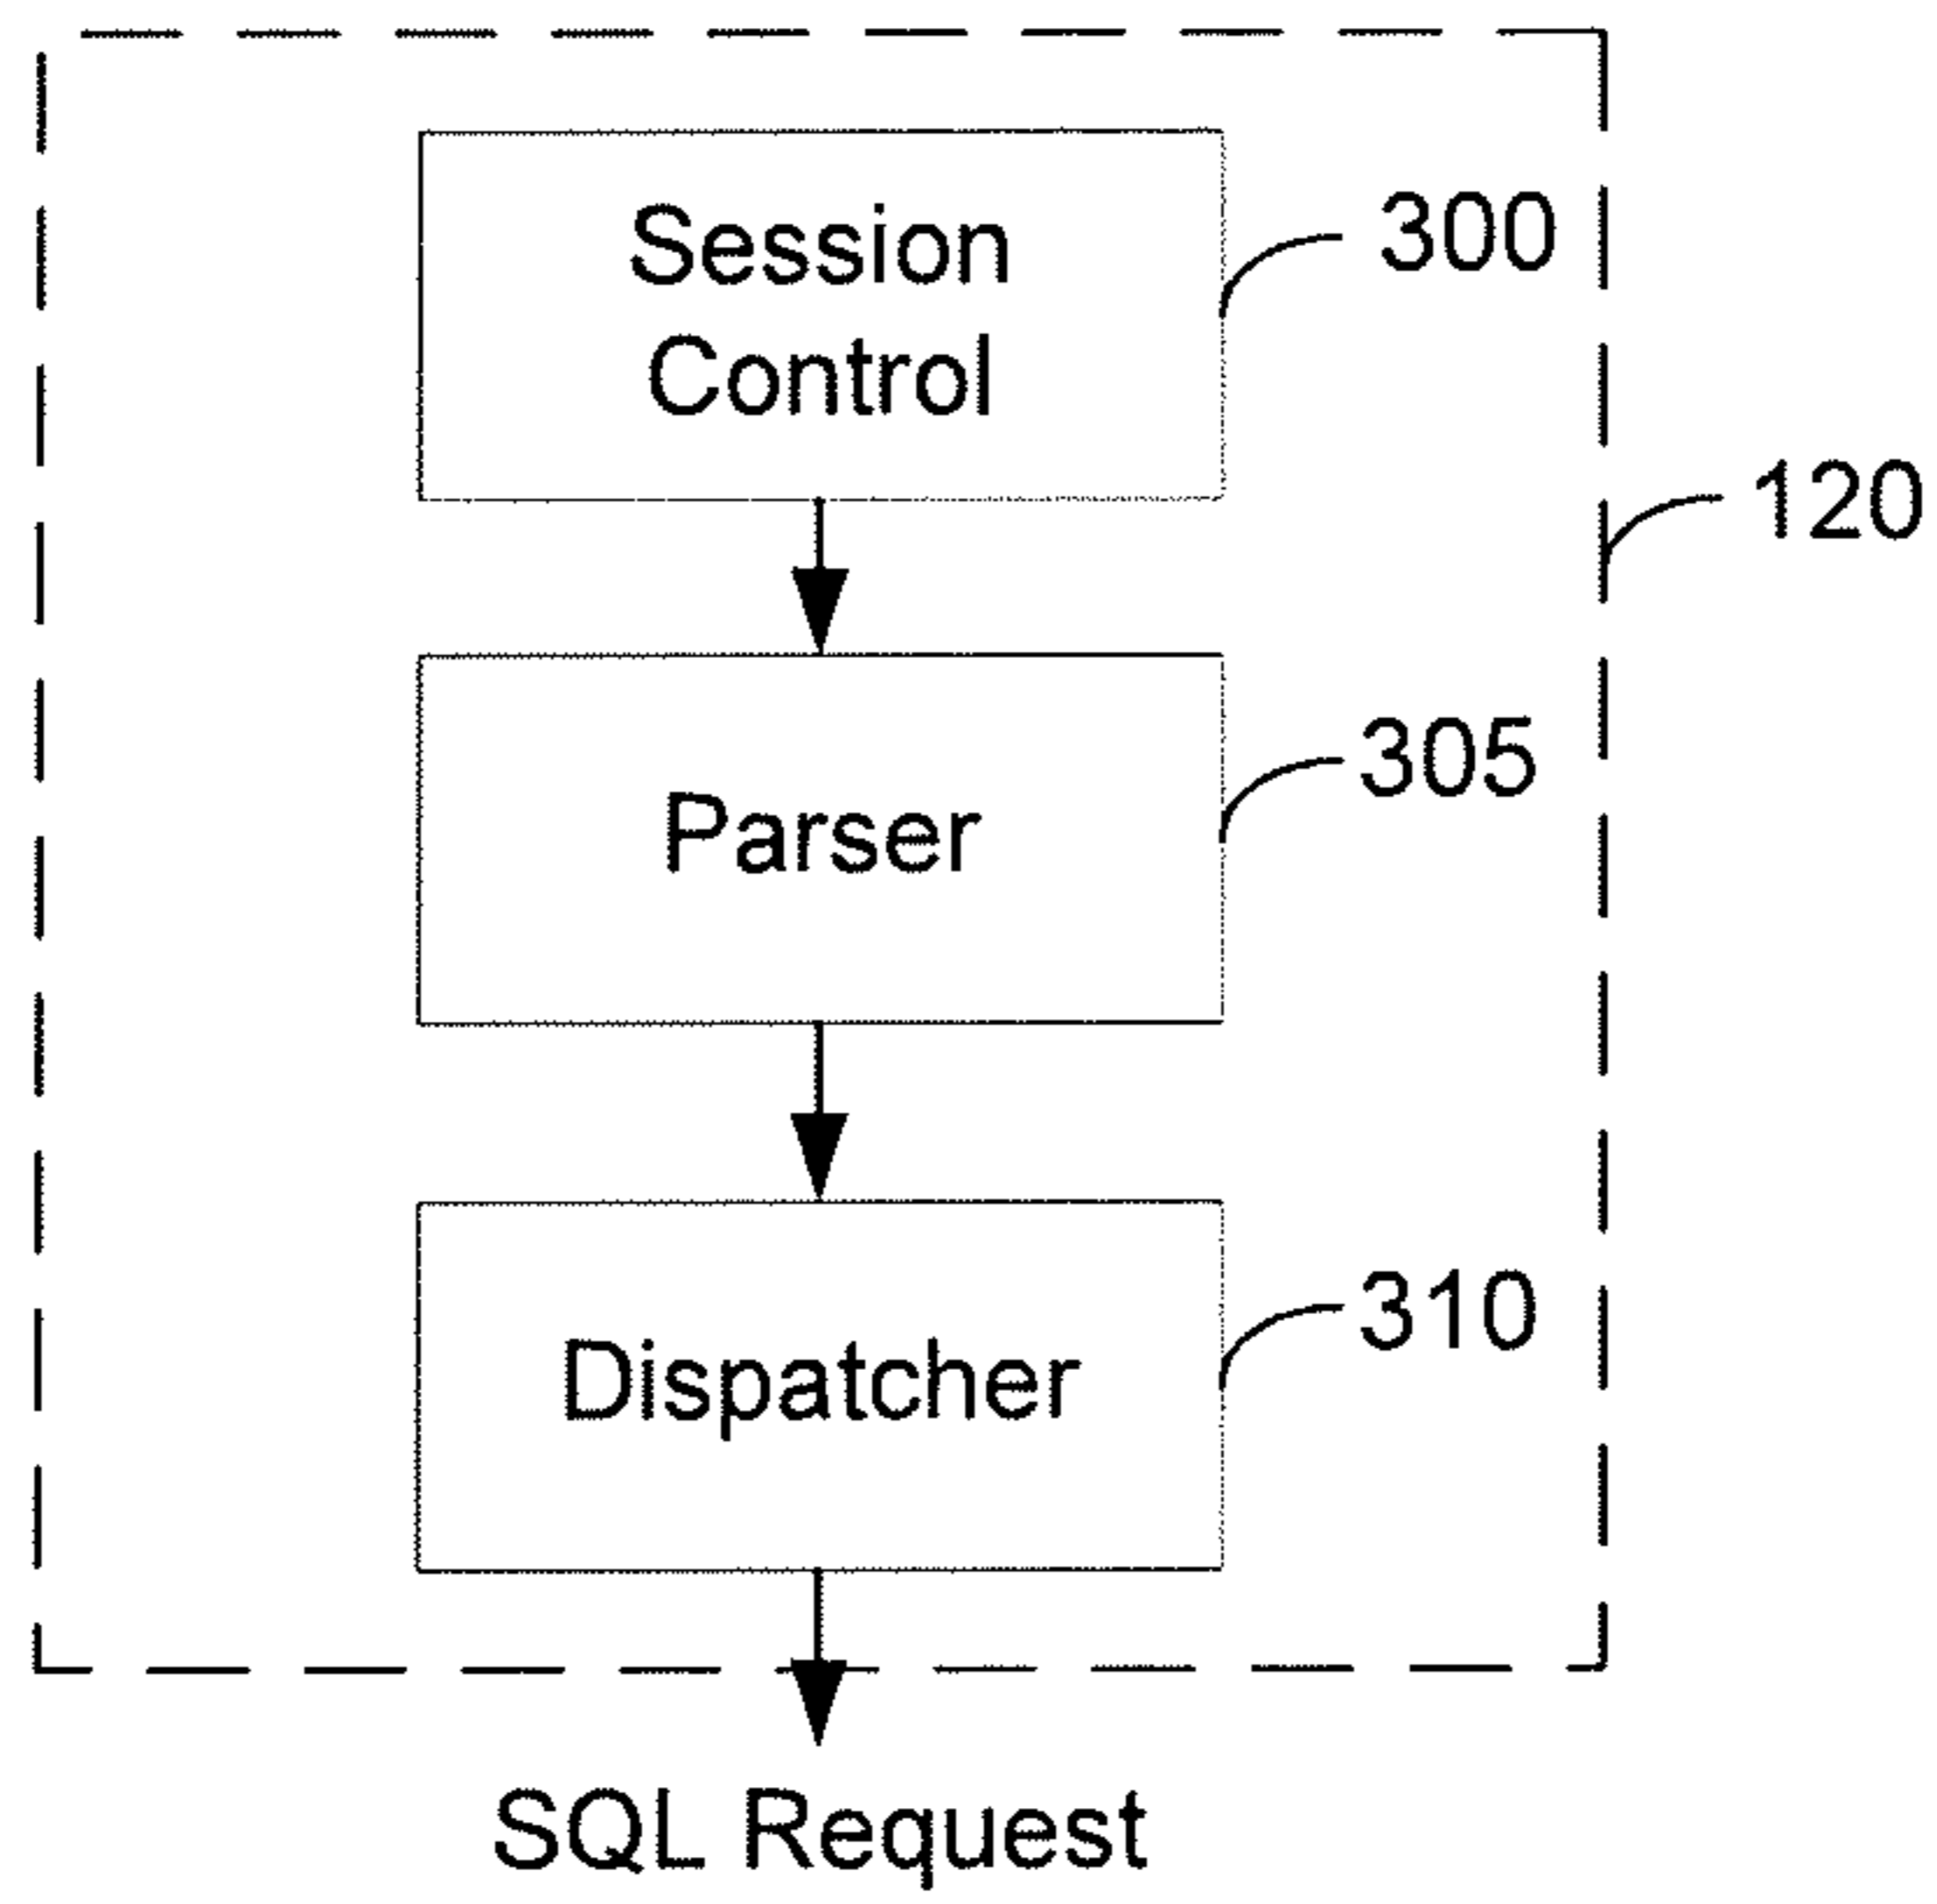 Session
Control
300
120
Parser
305
Dispatcher
310
SQL Request